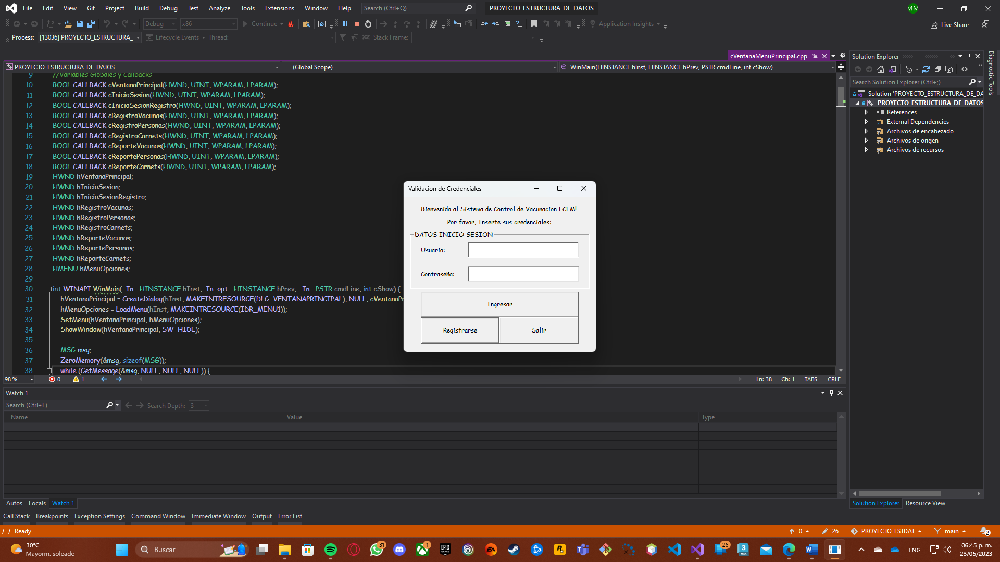 File Edit View Git Project Build Debug Test Analyze Tools Extensions Window Help Search (Ctrl+Q) PROYECTO_ESTRUCTURA_DE_DATOS
Debug x86 Continue Application Insights Live Share
Process: [13036] PROYECTO_ESTRUCTURA_ Lifecycle Events Thread: Stack Frame:
cVentanaMenuPrincipal.cpp
PROYECTO_ESTRUCTURA_DE_DATOS (Global Scope) WinMain(HINSTANCE hInst, HINSTANCE hPrev, PSTR cmdLine, int cShow)
9 //Variables Globales y Callbacks
10 BOOL CALLBACK cVentanaPrincipal(HWND, UINT, WPARAM, LPARAM);
11 BOOL CALLBACK cInicioSesion(HWND, UINT, WPARAM, LPARAM);
12 BOOL CALLBACK cInicioSesionRegistro(HWND, UINT, WPARAM, LPARAM);
13 BOOL CALLBACK cRegistroVacunas(HWND, UINT, WPARAM, LPARAM);
14 BOOL CALLBACK cRegistroPersonas(HWND, UINT, WPARAM, LPARAM);
15 BOOL CALLBACK cRegistroCarnets(HWND, UINT, WPARAM, LPARAM);
16 BOOL CALLBACK cReporteVacunas(HWND, UINT, WPARAM, LPARAM);
17 BOOL CALLBACK cReportePersonas(HWND, UINT, WPARAM, LPARAM);
18 BOOL CALLBACK cReporteCarnets(HWND, UINT, WPARAM, LPARAM);
19 HWND hVentanaPrincipal;
20 HWND hInicioSesion;
21 HWND hInicioSesionRegistro;
22 HWND hRegistroVacunas;
23 HWND hRegistroPersonas;
24 HWND hRegistroCarnets;
25 HWND hReporteVacunas;
26 HWND hReportePersonas;
27 HWND hReporteCarnets;
28 HMENU hMenuOpciones;
29
30 int WINAPI WinMain(_In_ HINSTANCE hInst,_In_opt_ HINSTANCE hPrev, _In_ PSTR cmdLine, int cShow) {
31 hVentanaPrincipal = CreateDialog(hInst, MAKEINTRESOURCE(DLG_VENTANAPRINCIPAL), NULL, cVentanaPr
32 hMenuOpciones = LoadMenu(hInst, MAKEINTRESOURCE(IDR_MENU1));
33 SetMenu(hVentanaPrincipal, hMenuOpciones);
34 ShowWindow(hVentanaPrincipal, SW_HIDE);
35
36 MSG msg;
37 ZeroMemory(&msg, sizeof(MSG));
38 while (GetMessage(&msg, NULL, NULL, NULL)) {
98 % 0 1 Ln: 38 Ch: 1 TABS CRLF
Validacion de Credenciales
Bienvenido al Sistema de Control de Vacunacion FCFM!
Por favor, Inserte sus credenciales:
DATOS INICIO SESION
Usuario:
Contraseña:
Ingresar
Registrarse Salir
Solution Explorer
Search Solution Explorer (Ctrl+;)
Solution 'PROYECTO_ESTRUCTURA_DE_DA
PROYECTO_ESTRUCTURA_DE_DATOS
References
External Dependencies
Archivos de encabezado
Archivos de origen
Archivos de recursos
Solution Explorer Resource View
Diagnostic Tools
Watch 1
Search (Ctrl+E) Search Depth: 3
Name Value Type
Autos Locals Watch 1
Call Stack Breakpoints Exception Settings Command Window Immediate Window Output Error List
Ready 0 26 PROYECTO_ESTDAT main 2
30°C
Mayorm. soleado
Buscar
31
1
EPIC GAMES
EA
26
3 MAX
ENG
06:45 p. m.
23/05/2023